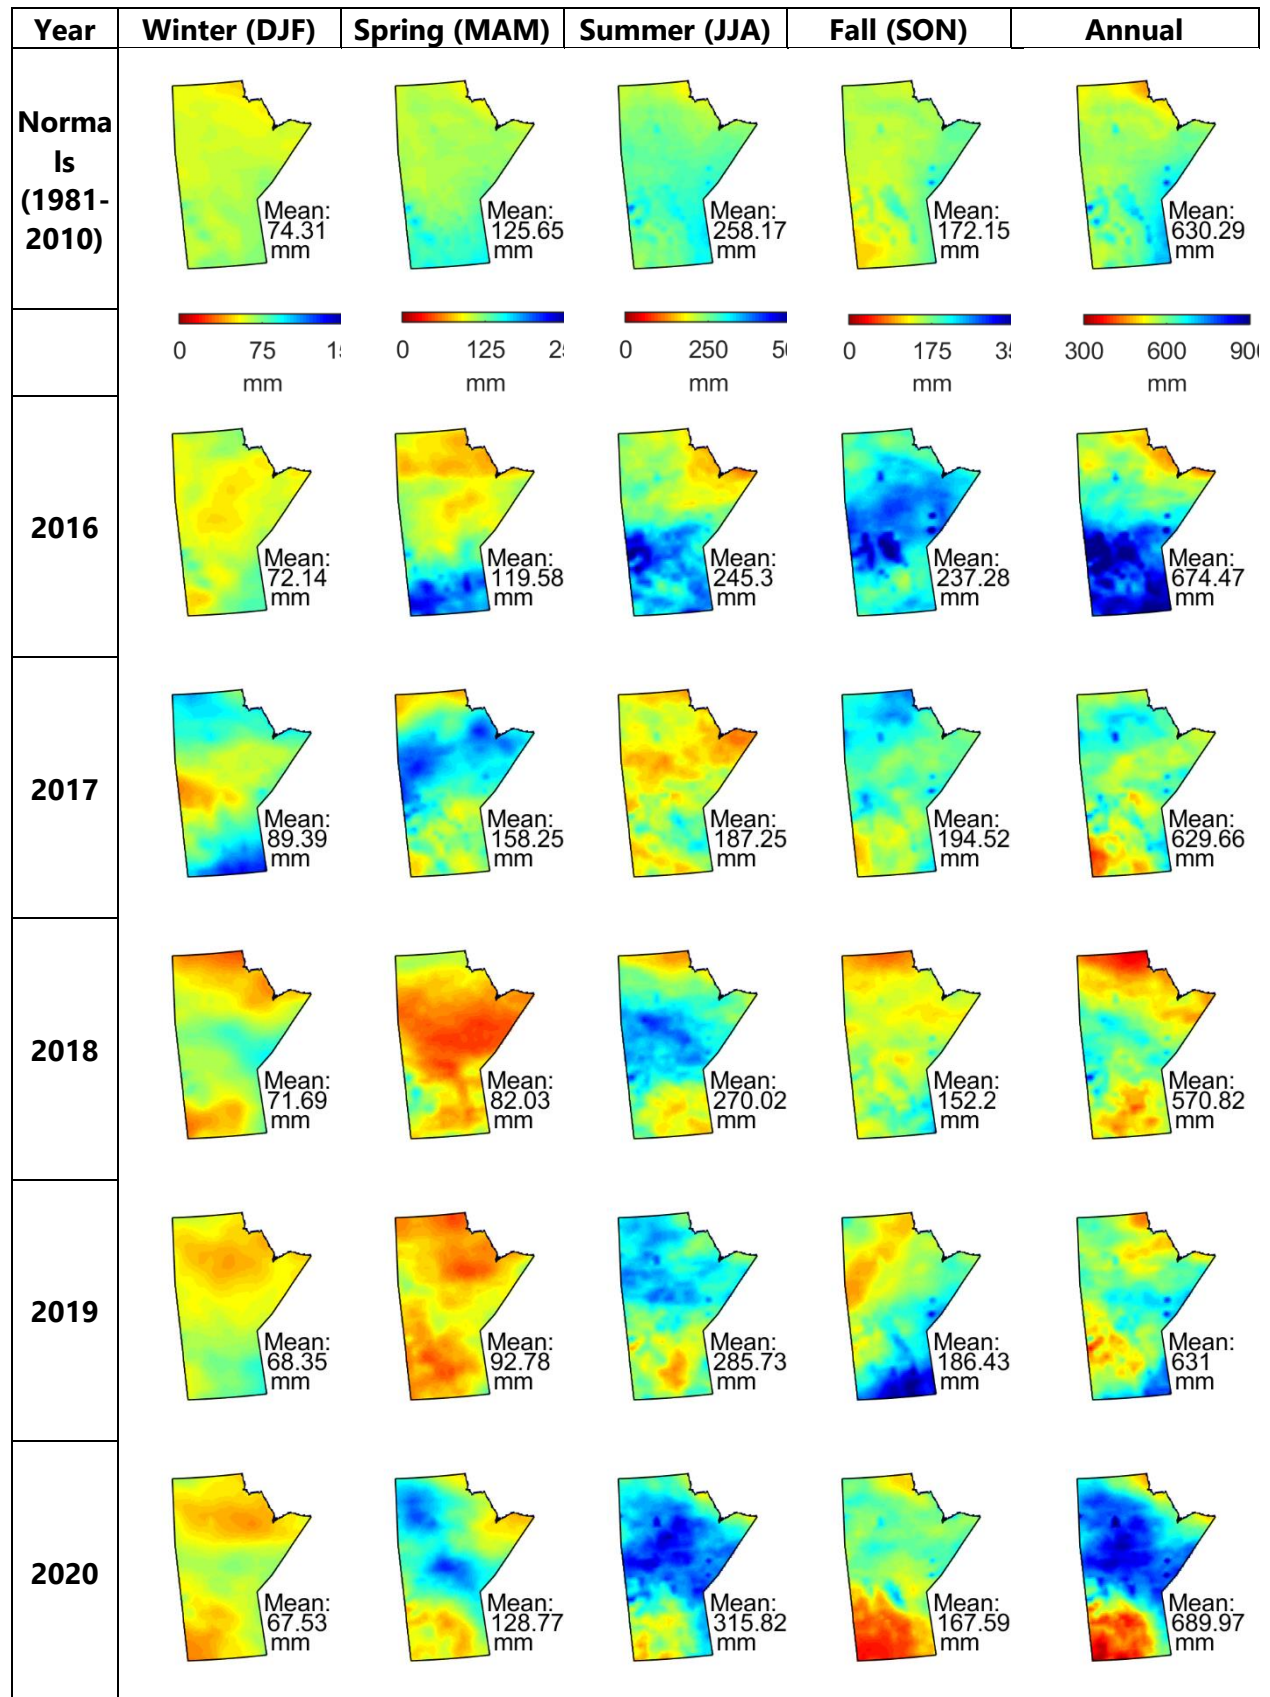 Year Winter (DJF) Spring (MAM) Summer (JJA) Fall (SON) Annual
Norma
ls
(1981-
2010)
Mean: Mean: Mean: Mean: Mean:
74.31 125.65 258.17 172.15 630.29
mm mm mm mm mm
0 75 0 125 0 250 0 175 300 600
mm mm mm mm mm
2016
Mean: Mean: Mean: Mean: Mean:
72.14 119.58 245.3 237.28 674.47
mm mm mm mm mm
2017
Mean: Mean: Mean: Mean: Mean:
89.39 158.25 187.25 194.52 629.66
mm mm mm mm mm
2018
Mean: Mean: Mean: Mean: Mean:
71.69 82.03 270.02 152.2 570.82
mm mm mm mm mm
2019
Mean: Mean: Mean: Mean: Mean:
68.35 92.78 285.73 186.43 631
mm mm mm mm mm
2020
Mean: Mean: Mean: Mean: Mean:
67.53 128.77 315.82 167.59 689.97
mm mm mm mm mm